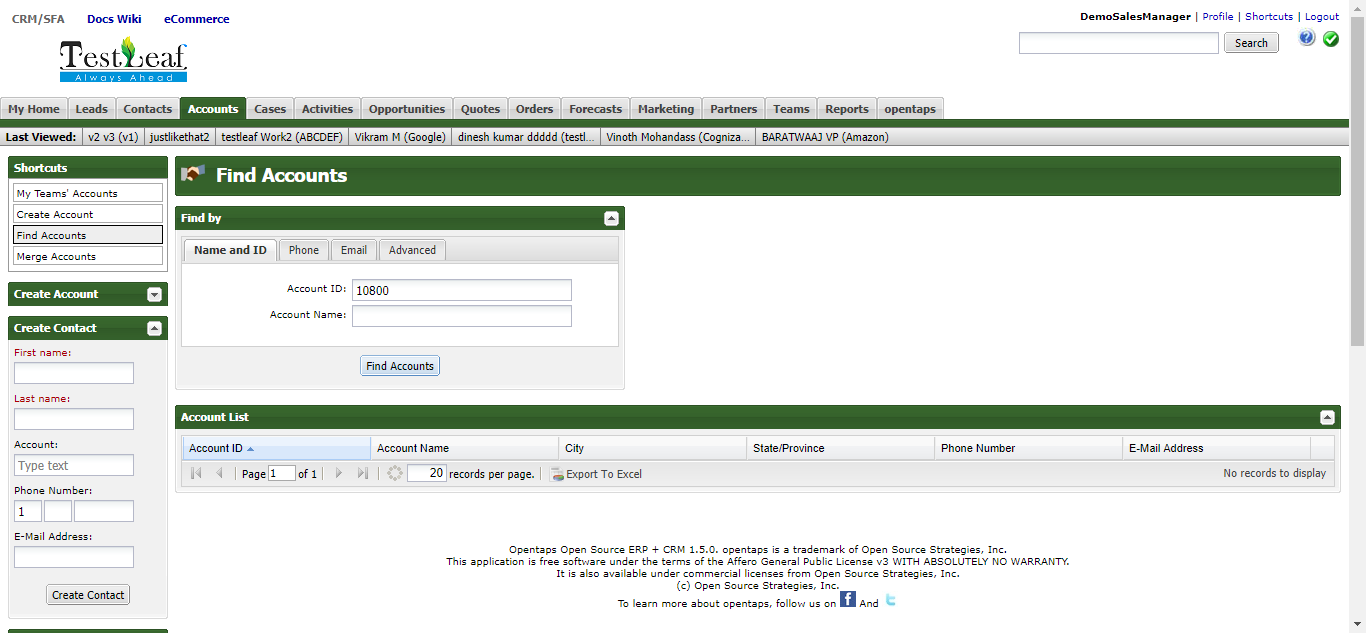 CRM/SFA Docs Wiki eCommerce
DemoSalesManager | Profile | Shortcuts | Logout
TestLeaf
Always Ahead
Search
My Home Leads Contacts Accounts Cases Activities Opportunities Quotes Orders Forecasts Marketing Partners Teams Reports opentaps
Last Viewed: v2 v3 (v1) justlikethat2 testleaf Work2 (ABCDEF) Vikram M (Google) dinesh kumar ddddd (testl... Vinoth Mohandass (Cogniza... BARATWAAJ VP (Amazon)
Shortcuts
My Teams' Accounts
Create Account
Find Accounts
Merge Accounts
Create Account
Create Contact
First name:
Last name:
Account:
Type text
Phone Number:
1
E-Mail Address:
Create Contact
Find Accounts
Find by
Name and ID Phone Email Advanced
Account ID: 10800
Account Name:
Find Accounts
Account List
Account ID Account Name City State/Province Phone Number E-Mail Address
Page 1 of 1 20 records per page. Export To Excel No records to display
Opentaps Open Source ERP + CRM 1.5.0. opentaps is a trademark of Open Source Strategies, Inc.
This application is free software under the terms of the Affero General Public License v3 WITH ABSOLUTELY NO WARRANTY.
It is also available under commercial licenses from Open Source Strategies, Inc.
(c) Open Source Strategies, Inc.
To learn more about opentaps, follow us on f And t